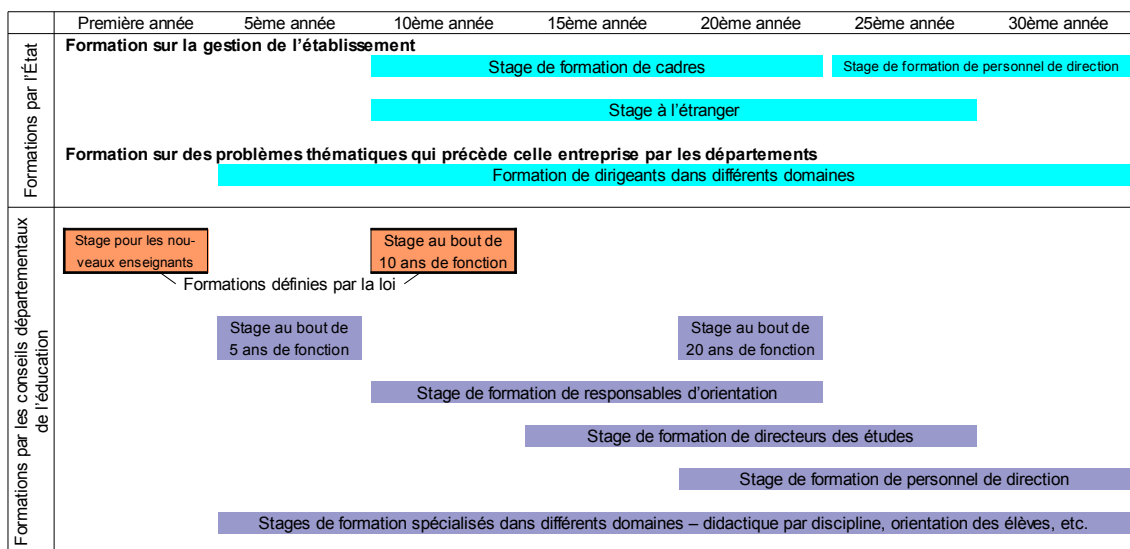 Première année 5ème année 10ème année 15ème année 20ème année 25ème année 30ème année
Formations par l'État
Formation sur la gestion de l'établissement
Stage de formation de cadres
Stage de formation de personnel de direction
Stage à l'étranger
Formation sur des problèmes thématiques qui précède celle entreprise par les départements
Formation de dirigeants dans différents domaines
Formations par les conseils départementaux
de l'éducation
Stage pour les nou-
veaux enseignants
Stage au bout de
10 ans de fonction
Formations définies par la loi
Stage au bout de
5 ans de fonction
Stage au bout de
20 ans de fonction
Stage de formation de responsables d'orientation
Stage de formation de directeurs des études
Stage de formation de personnel de direction
Stages de formation spécialisés dans différents domaines – didactique par discipline, orientation des élèves, etc.